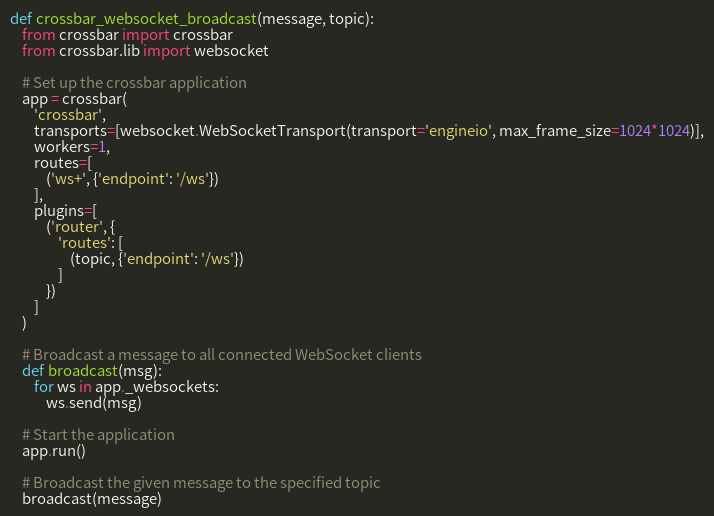 def crossbar_websocket_broadcast(message, topic):
    from crossbar import crossbar
    from crossbar.lib import websocket

    # Set up the crossbar application
    app = crossbar(
        'crossbar',
        transports=[websocket.WebSocketTransport(transport='engineio', max_frame_size=1024*1024)],
        workers=1,
        routes=[
            ('ws+', {'endpoint': '/ws'})
        ],
        plugins=[
            ('router', {
                'routes': [
                    (topic, {'endpoint': '/ws'})
                ]
            })
        ]
    )

    # Broadcast a message to all connected WebSocket clients
    def broadcast(msg):
        for ws in app._websockets:
            ws.send(msg)

    # Start the application
    app.run()

    # Broadcast the given message to the specified topic
    broadcast(message)